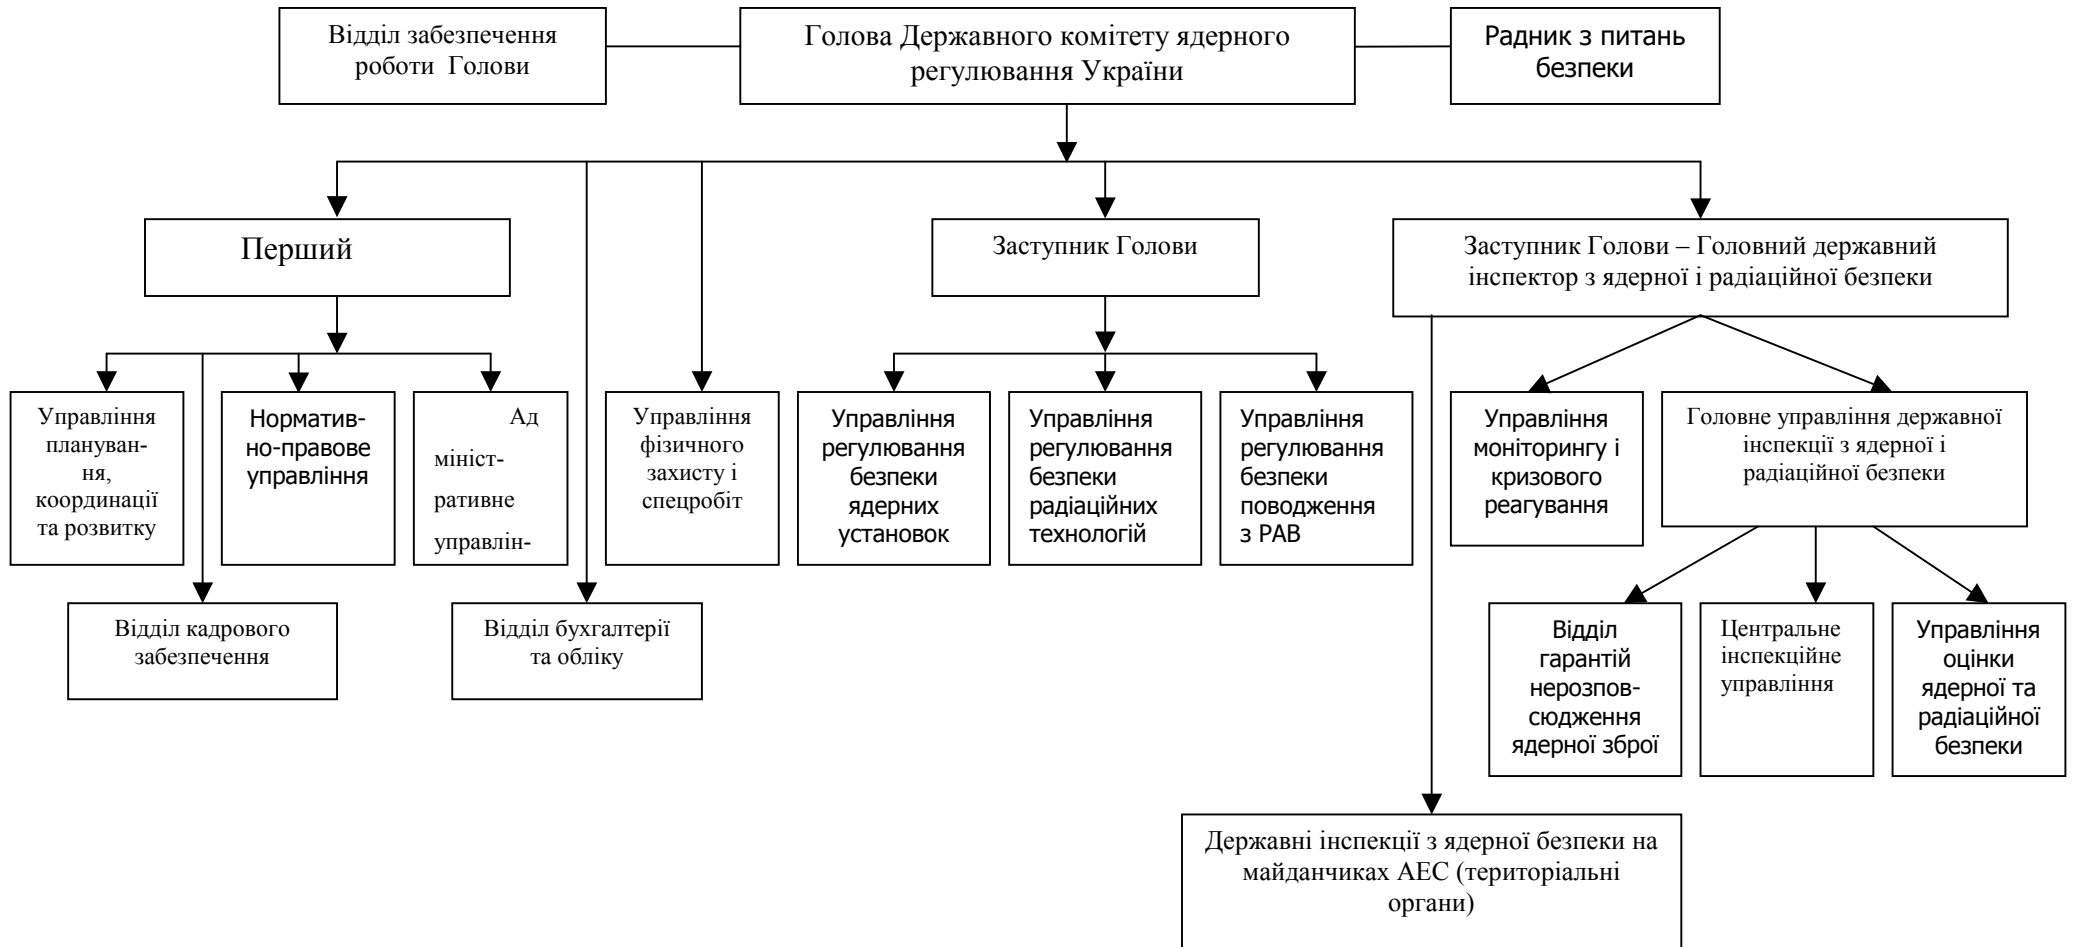 Відділ забезпечення
роботи Голови
Голова Державного комітету ядерного
регулювання України
Радник з питань
безпеки
Перший
Заступник Голови
Заступник Голови – Головний державний
інспектор з ядерної і радіаційної безпеки
Управління
плануван-
ня,
координації
та розвитку
Норматив-
но-правове
управління
Ад
мініст-
ративне
управлін-
Управління
фізичного
захисту і
спецробіт
Управління
регулювання
безпеки
ядерних
установок
Управління
регулювання
безпеки
радіаційних
технологій
Управління
регулювання
безпеки
поводження
з РАВ
Управління
моніторингу і
кризового
реагування
Головне управління державної
інспекції з ядерної і
радіаційної безпеки
Відділ кадрового
забезпечення
Відділ бухгалтерії
та обліку
Відділ
гарантій
нерозпов-
сюдження
ядерної зброї
Центральне
інспекційне
управління
Управління
оцінки
ядерної та
радіаційної
безпеки
Державні інспекції з ядерної безпеки на
майданчиках АЕС (територіальні
органи)